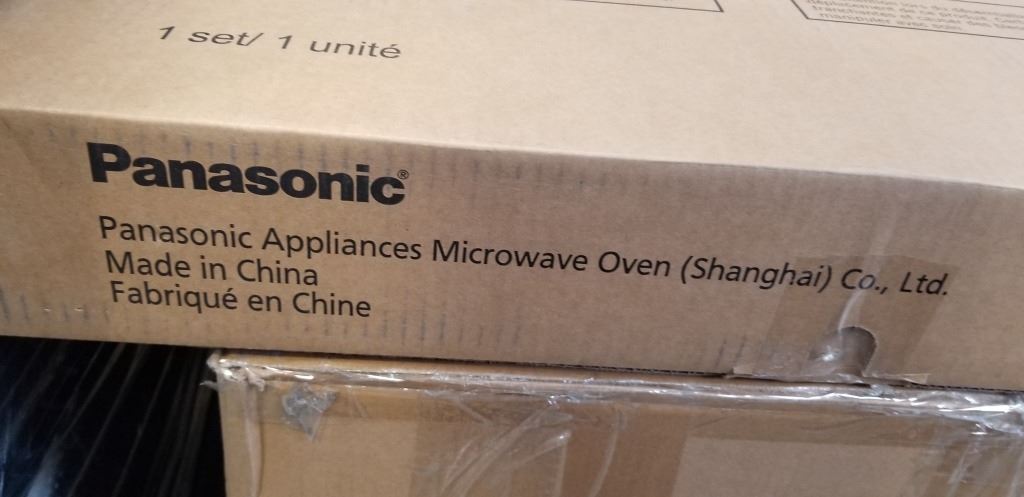 1 set/ 1 unité
Panasonic®
Panasonic Appliances Microwave Oven (Shanghai) Co., Ltd.
Made in China
Fabriqué en Chine